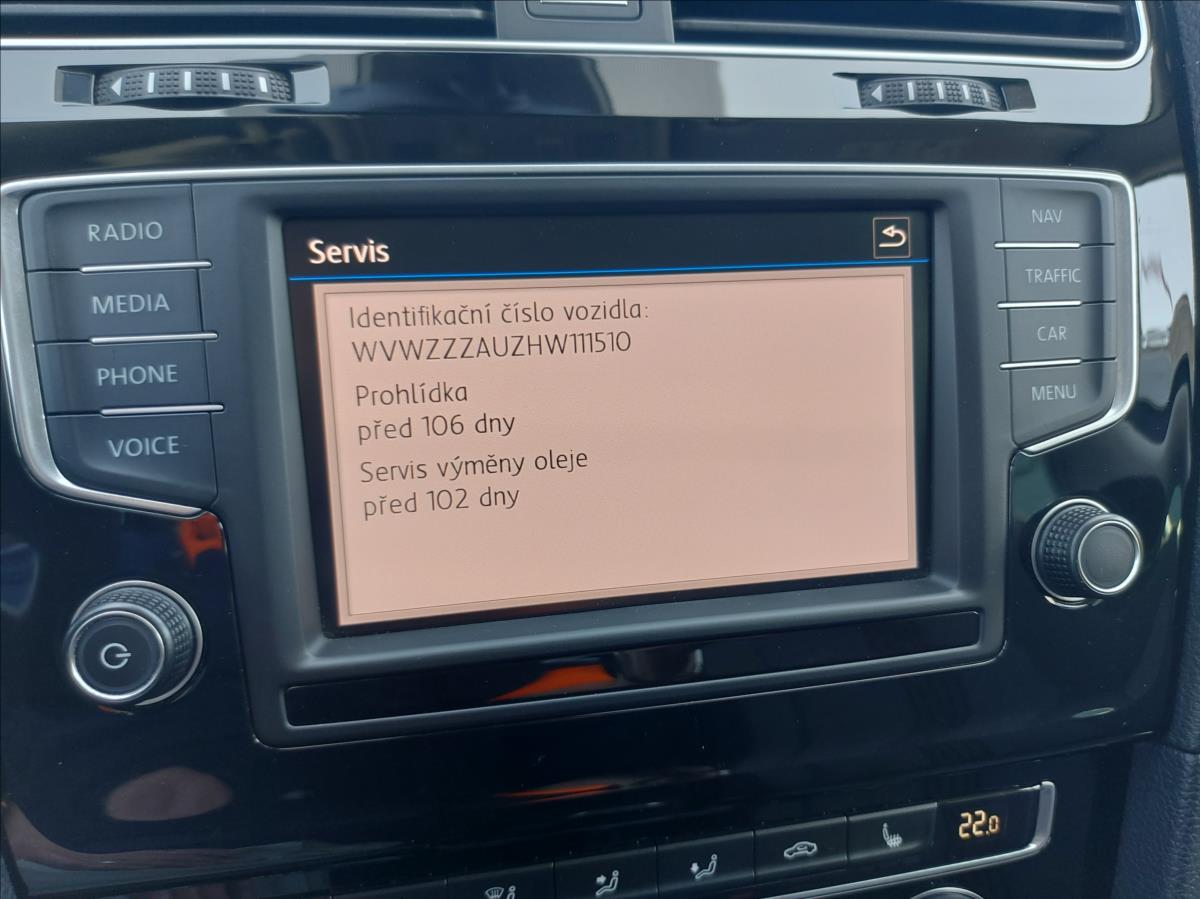 Servis
Identifikační číslo vozidla:
WVWZZZAUZHW111510
Prohlídka
před 106 dny
Servis výměny oleje
před 102 dny
RADIO
MEDIA
PHONE
VOICE
NAV
TRAFFIC
CAR
MENU
22.0